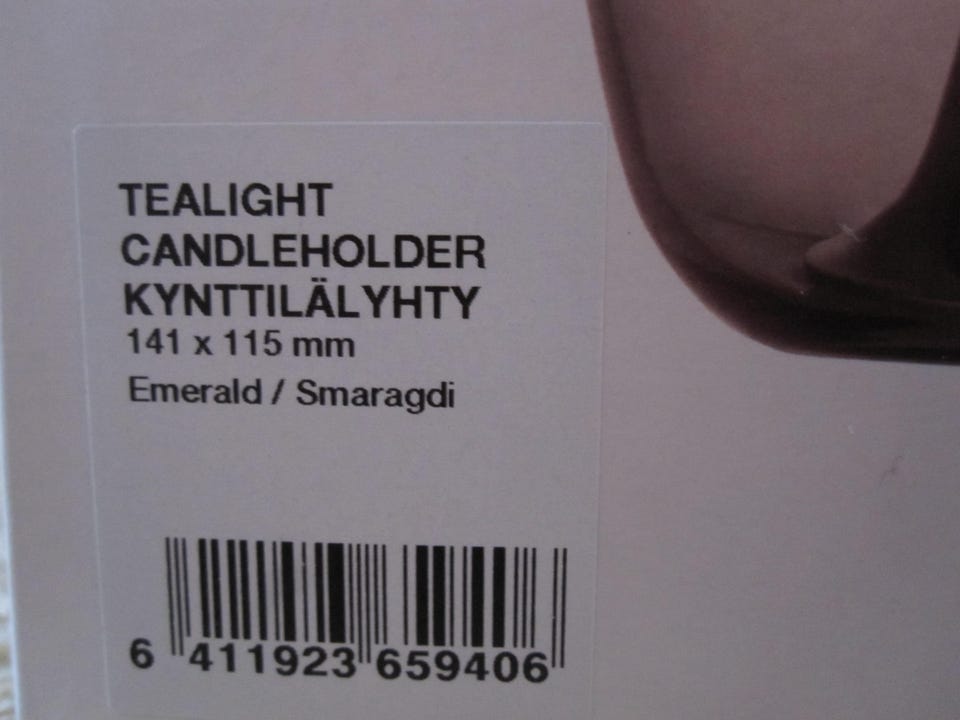 TEALIGHT
CANDLEHOLDER
KYNTTILÄLYHTY
141 x 115 mm
Emerald / Smaragdi
6 411923 659406